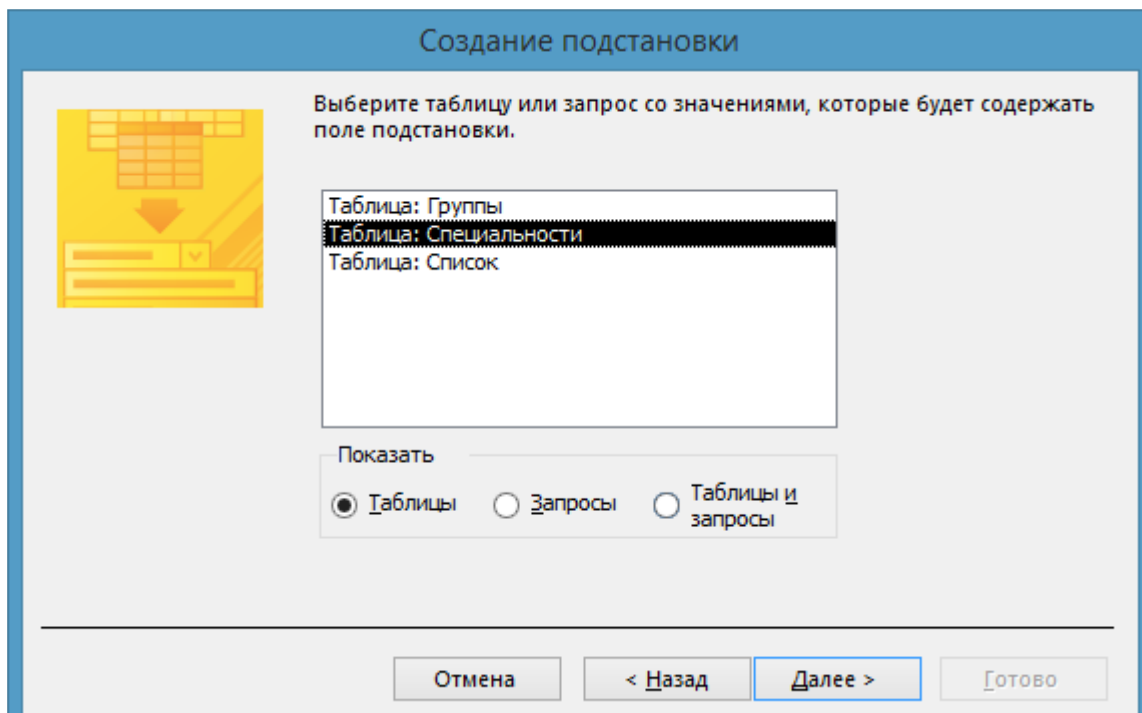 Создание подстановки
Выберите таблицу или запрос со значениями, которые будет содержать
поле подстановки.
Таблица: Группы
Таблица: Специальности
Таблица: Список
Показать
Таблицы
Запросы
Таблицы и
запросы
Отмена
< Назад
Далее >
Готово